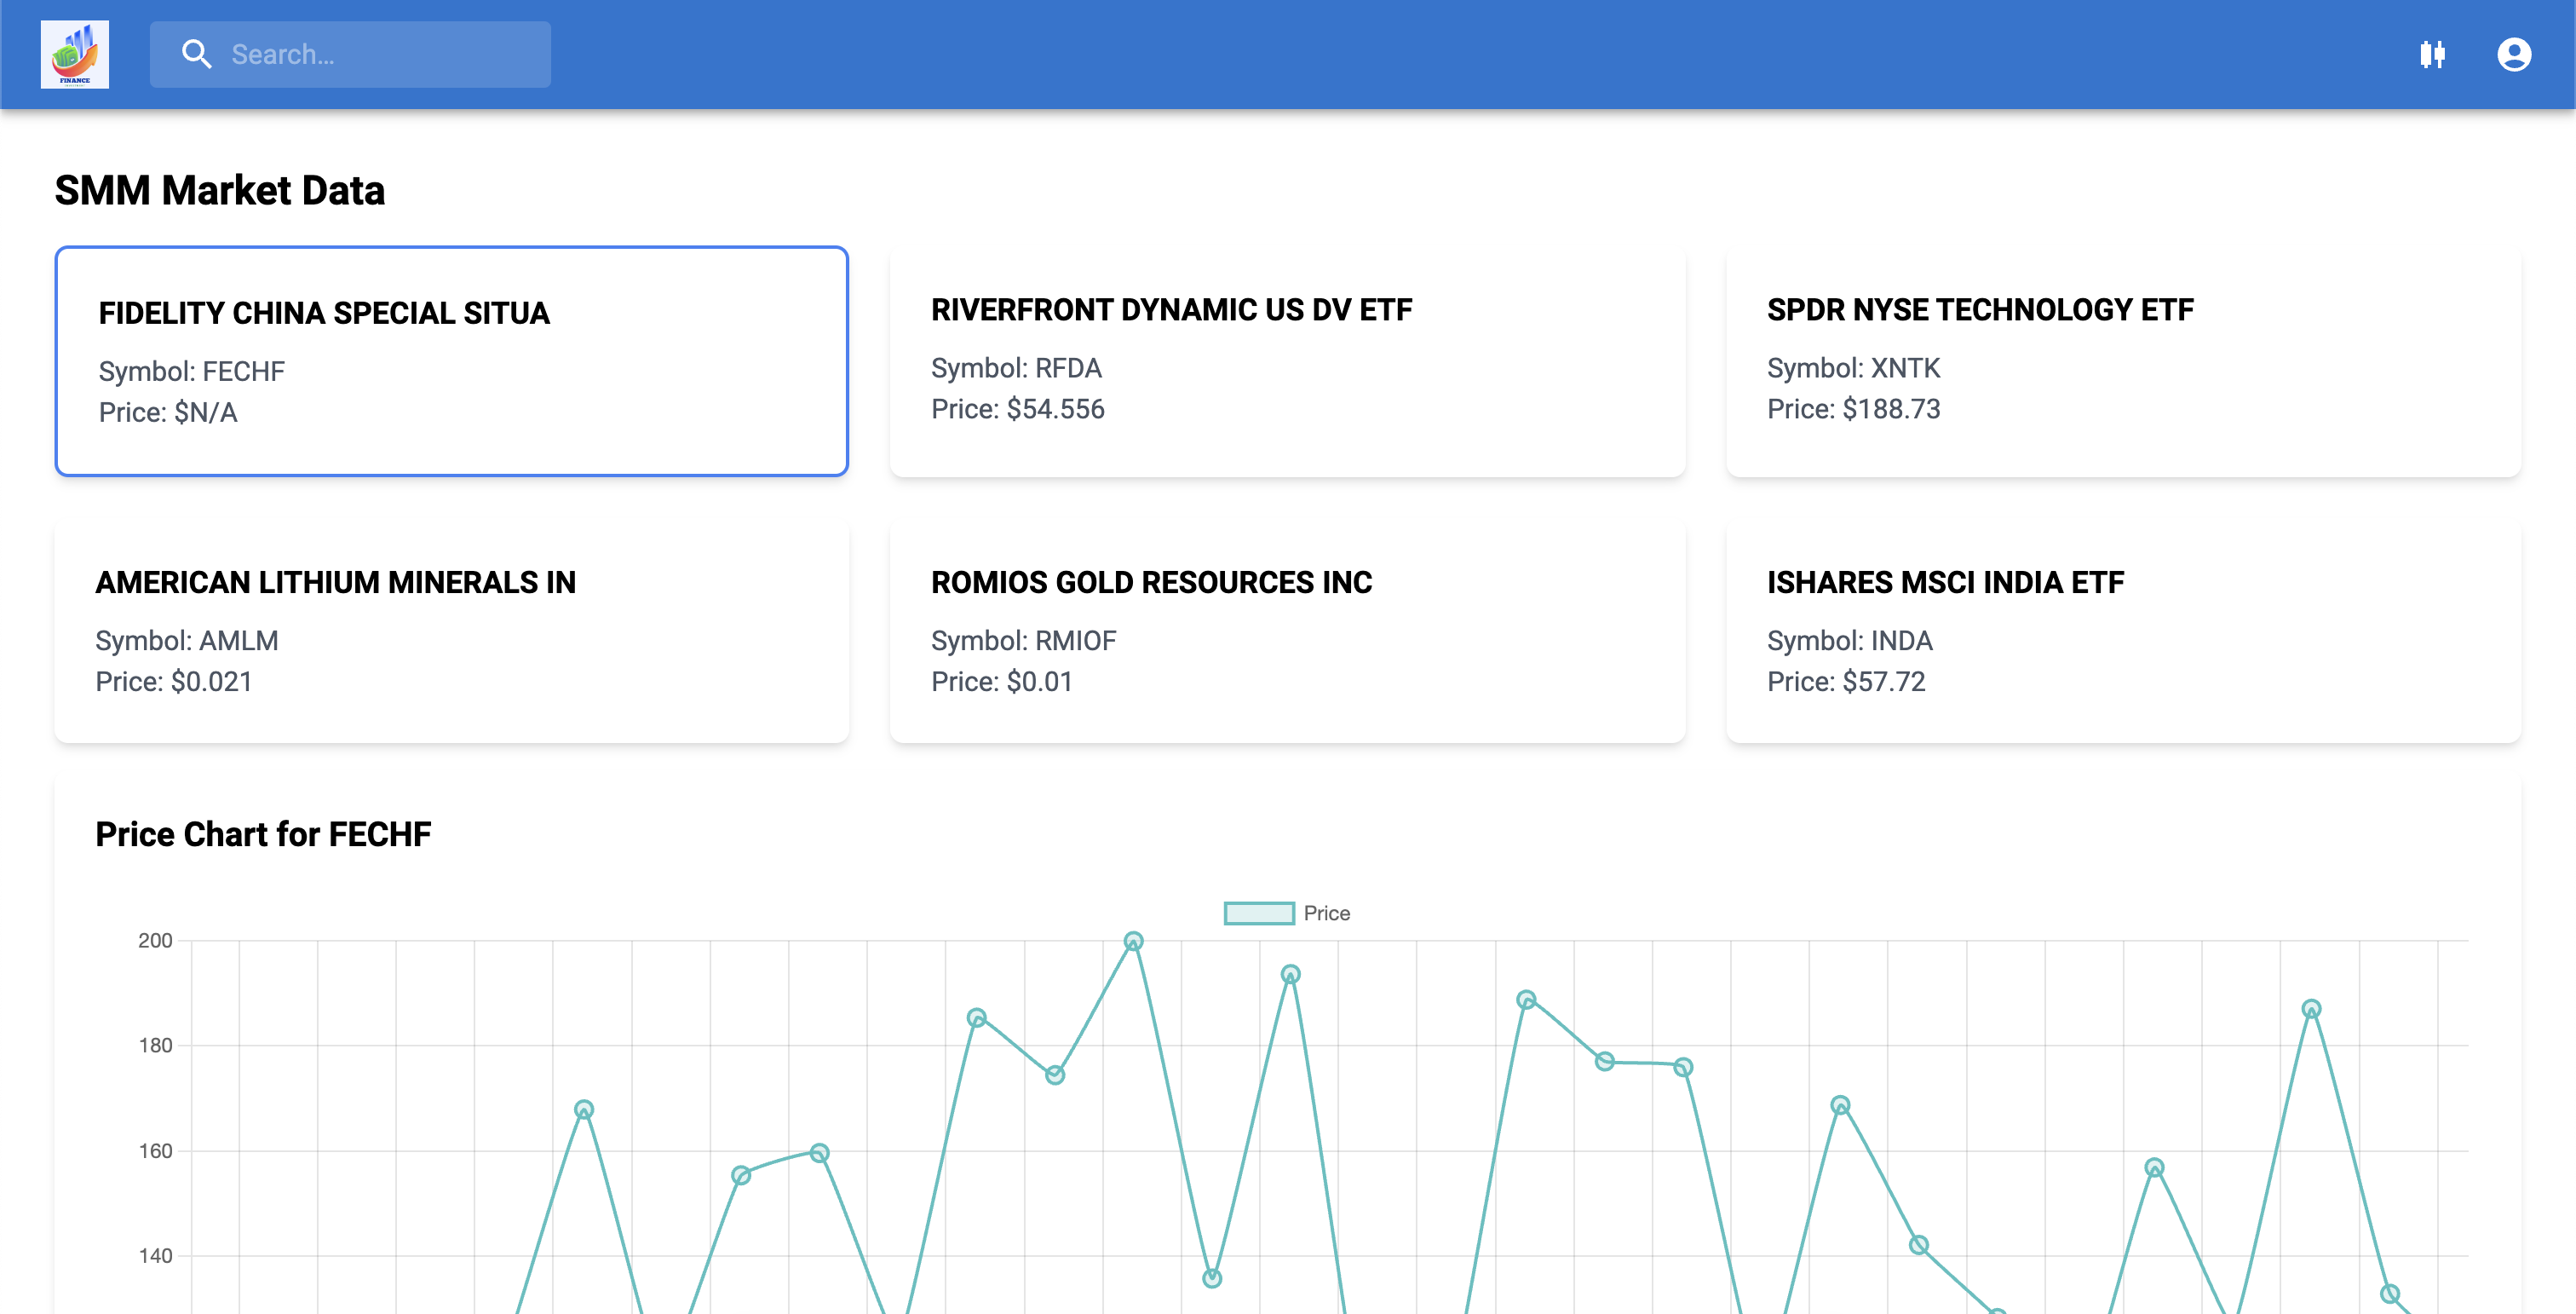 FINANCE
Search...
SMM Market Data
FIDELITY CHINA SPECIAL SITUA
Symbol: FECHF
Price: $N/A
RIVERFRONT DYNAMIC US DV ETF
Symbol: RFDA
Price: $54.556
SPDR NYSE TECHNOLOGY ETF
Symbol: XNTK
Price: $188.73
AMERICAN LITHIUM MINERALS IN
Symbol: AMLM
Price: $0.021
ROMIOS GOLD RESOURCES INC
Symbol: RMIOF
Price: $0.01
ISHARES MSCI INDIA ETF
Symbol: INDA
Price: $57.72
Price Chart for FECHF
Price
200
180
160
140